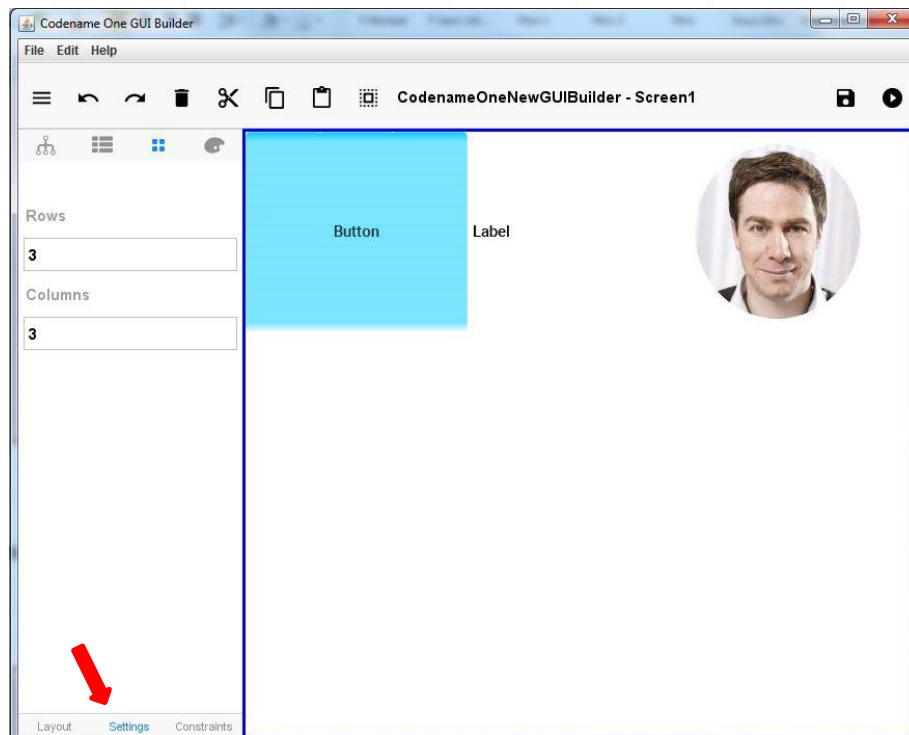 Codename One GUI Builder
File Edit Help
CodenameOneNewGUIBuilder - Screen1
Rows
3
Columns
3
Button
Label
Layout Settings Constraints